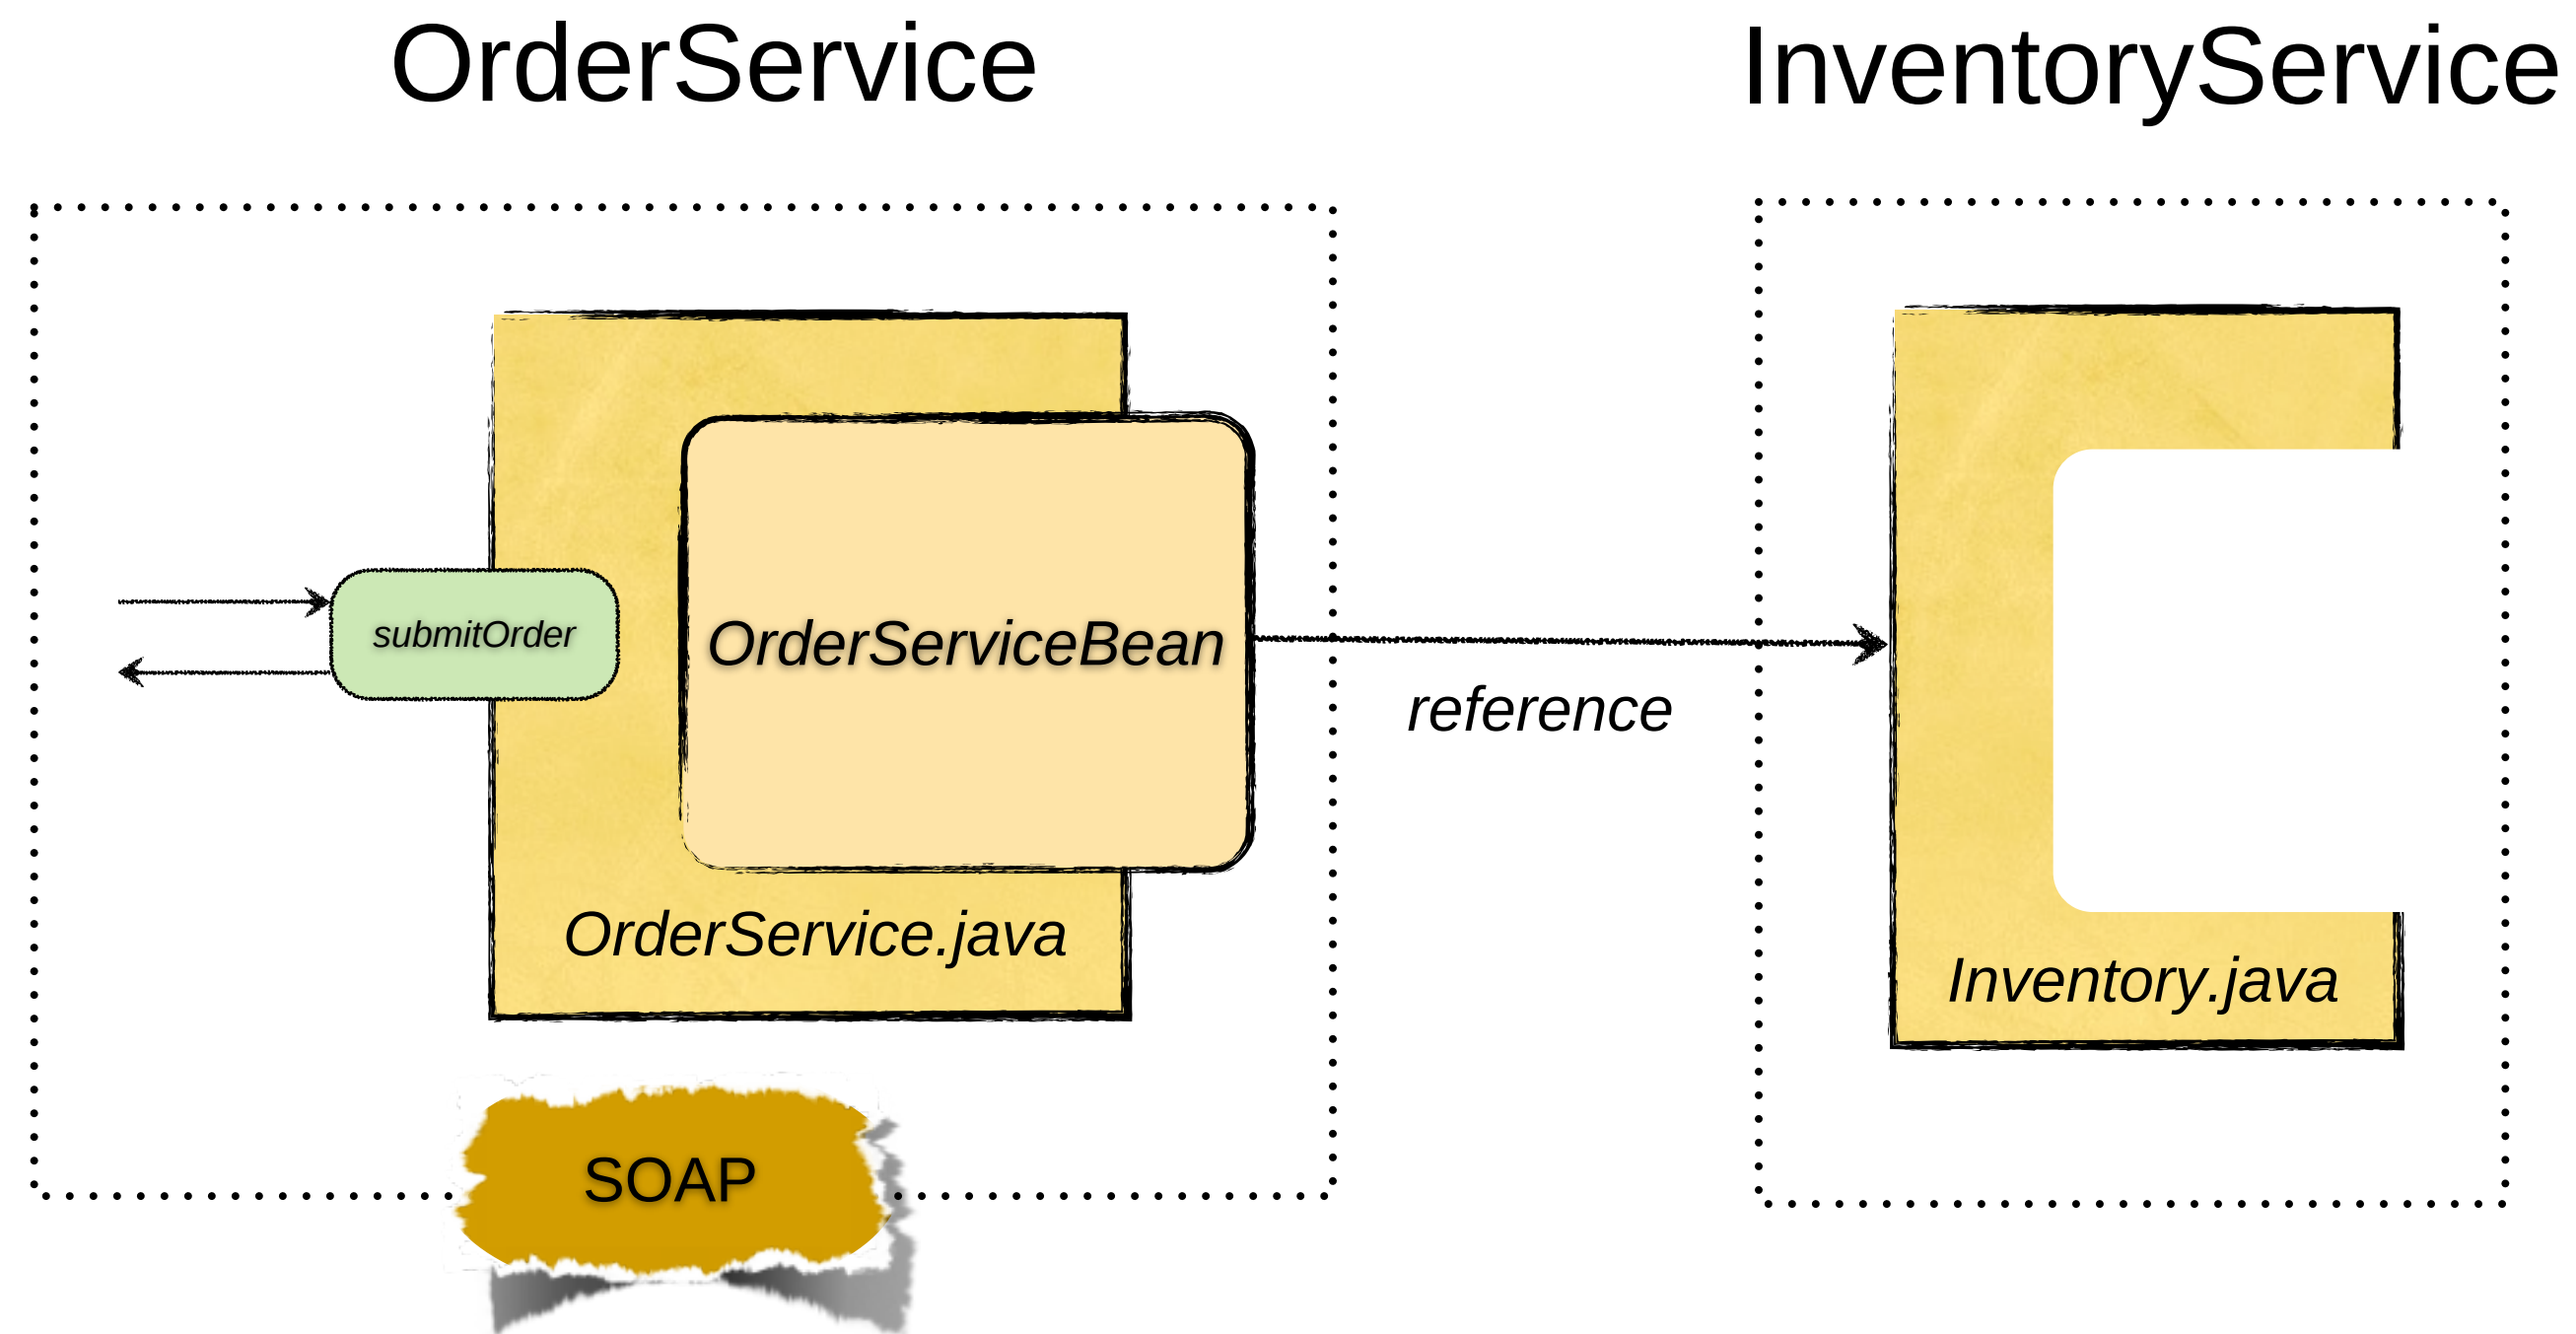 OrderService
InventoryService
submitOrder
OrderServiceBean
reference
OrderService.java
Inventory.java
SOAP